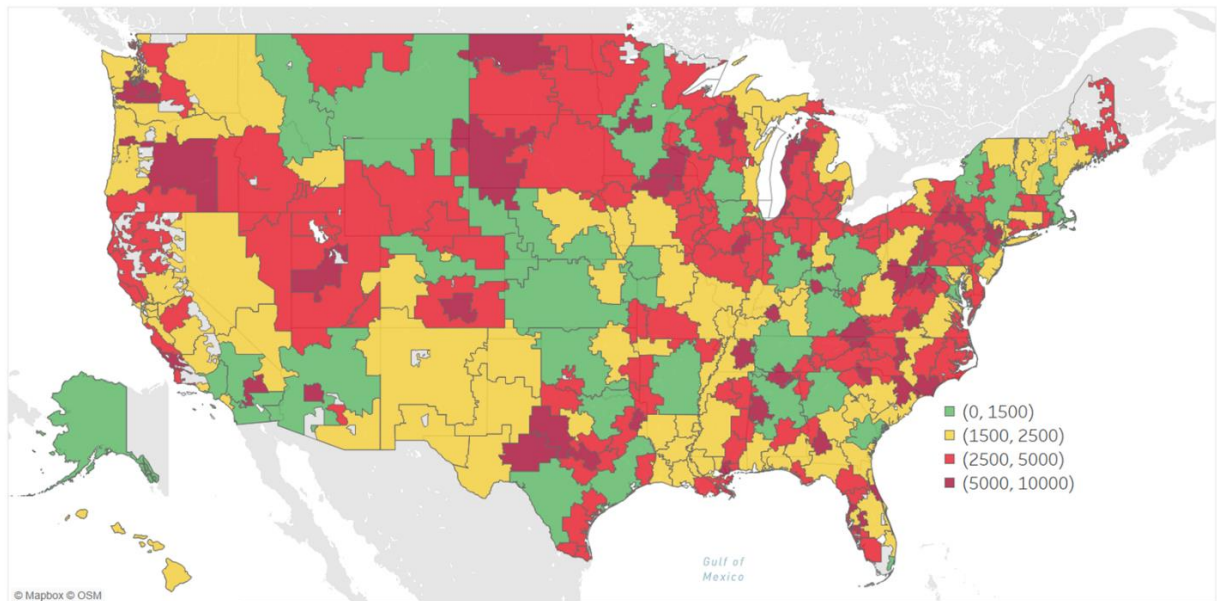 (0, 1500)
(1500, 2500)
(2500, 5000)
(5000, 10000)
Gulf of
Mexico
© Mapbox © OSM